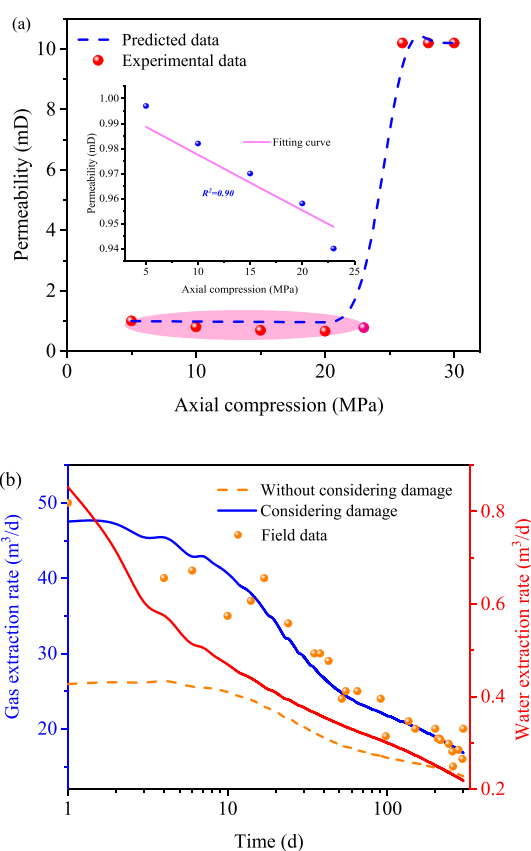 (a)
Predicted data
Experimental data
Permeability (mD)
10
8
6
4
2
0
Permeability (mD)
1.00
0.99
0.98
0.97
0.96
0.95
0.94
Fitting curve
R²=0.90
5 10 15 20 25
Axial compression (MPa)
0 10 20 30
Axial compression (MPa)
(b)
Without considering damage
Considering damage
Field data
Gas extraction rate (m³/d)
50
40
30
20
Water extraction rate (m³/d)
0.8
0.6
0.4
0.2
1 10 100
Time (d)